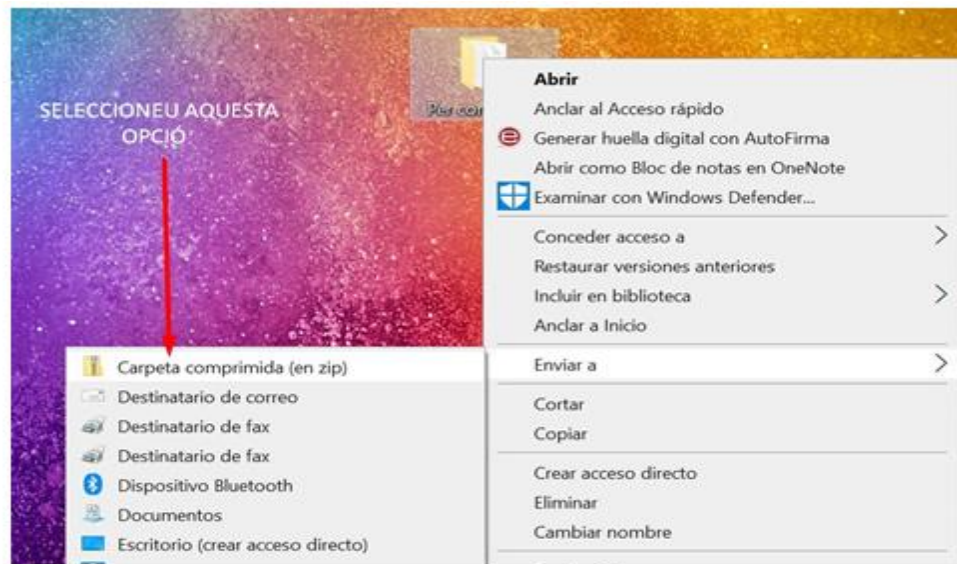 SELECCIONEU AQUESTA
OPCIÓ
Per com
Abrir
Anclar al Acceso rápido
Generar huella digital con AutoFirma
Abrir como Bloc de notas en OneNote
Examinar con Windows Defender...
Conceder acceso a
Restaurar versiones anteriores
Incluir en biblioteca
Anclar a Inicio
Enviar a
Cortar
Copiar
Crear acceso directo
Eliminar
Cambiar nombre
Carpeta comprimida (en zip)
Destinatario de correo
Destinatario de fax
Destinatario de fax
Dispositivo Bluetooth
Documentos
Escritorio (crear acceso directo)